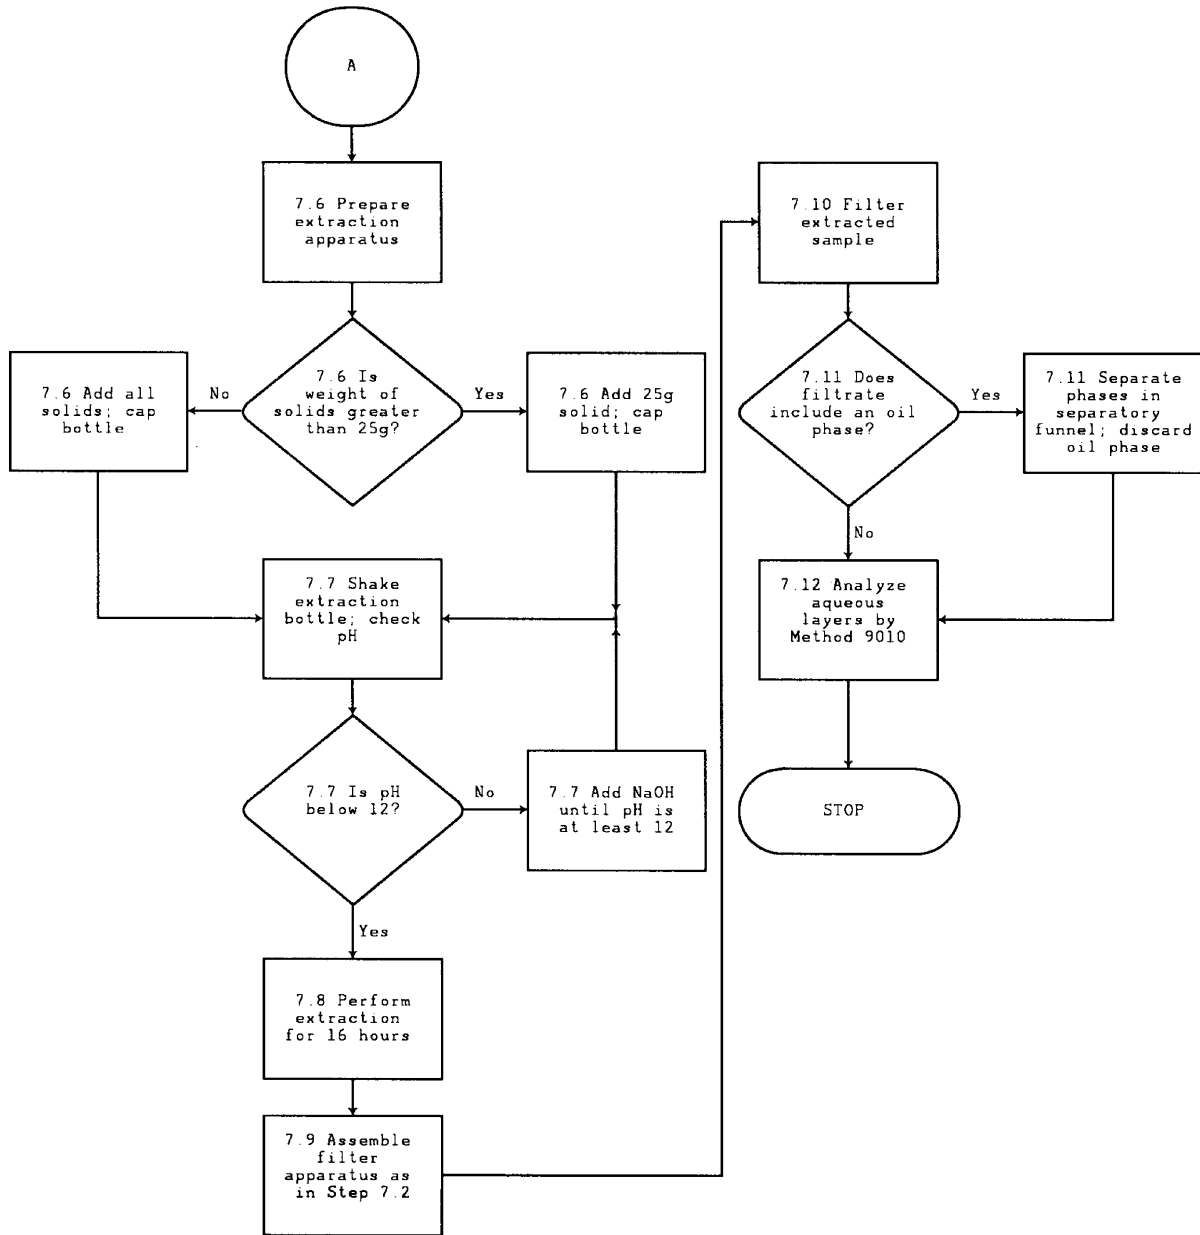 A
7.6 Prepare
extraction
apparatus
7.6 Is
weight of
solids greater
than 25g?
No
Yes
7.6 Add all
solids; cap
bottle
7.6 Add 25g
solid; cap
bottle
7.7 Shake
extraction
bottle; check
pH
7.7 Is pH
below 12?
No
7.7 Add NaOH
until pH is
at least 12
Yes
7.8 Perform
extraction
for 16 hours
7.9 Assemble
filter
apparatus as
in Step 7.2
7.10 Filter
extracted
sample
7.11 Does
filtrate
include an oil
phase?
Yes
7.11 Separate
phases in
separatory
funnel; discard
oil phase
No
7.12 Analyze
aqueous
layers by
Method 9010
STOP